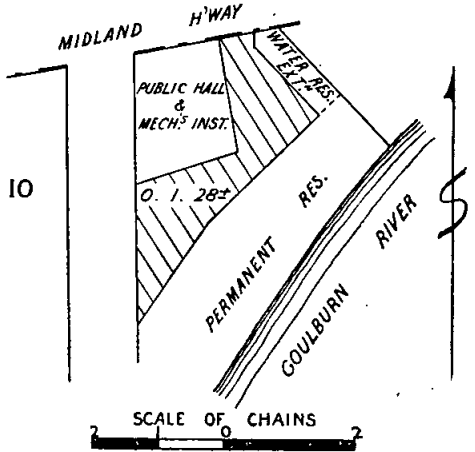 MIDLAND H'WAY
WATER RES.
EXT.N
PUBLIC HALL
&
MECH.S INST.
10
O. 1. 28±
PERMANENT RES.
GOULBURN RIVER
SCALE OF CHAINS
2 1 0 2